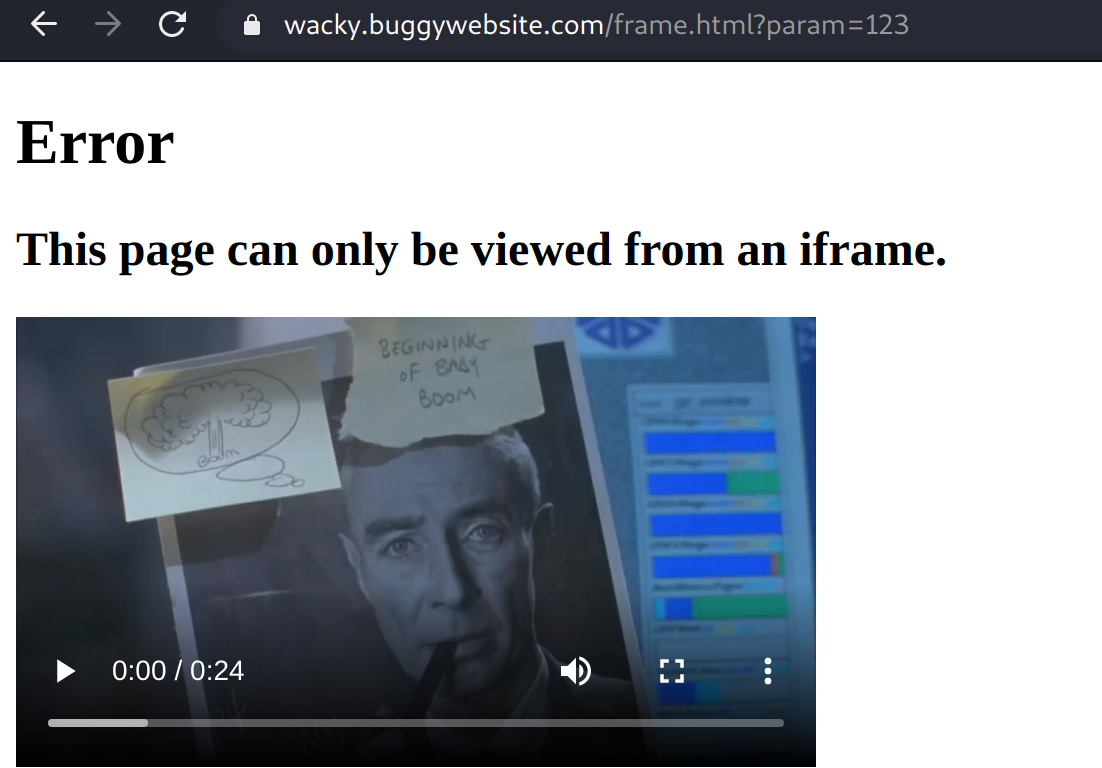 wacky.buggywebsite.com/frame.html?param=123
Error
This page can only be viewed from an iframe.
BEGINNING
OF BABY
BOOM
Boom
0:00 / 0:24